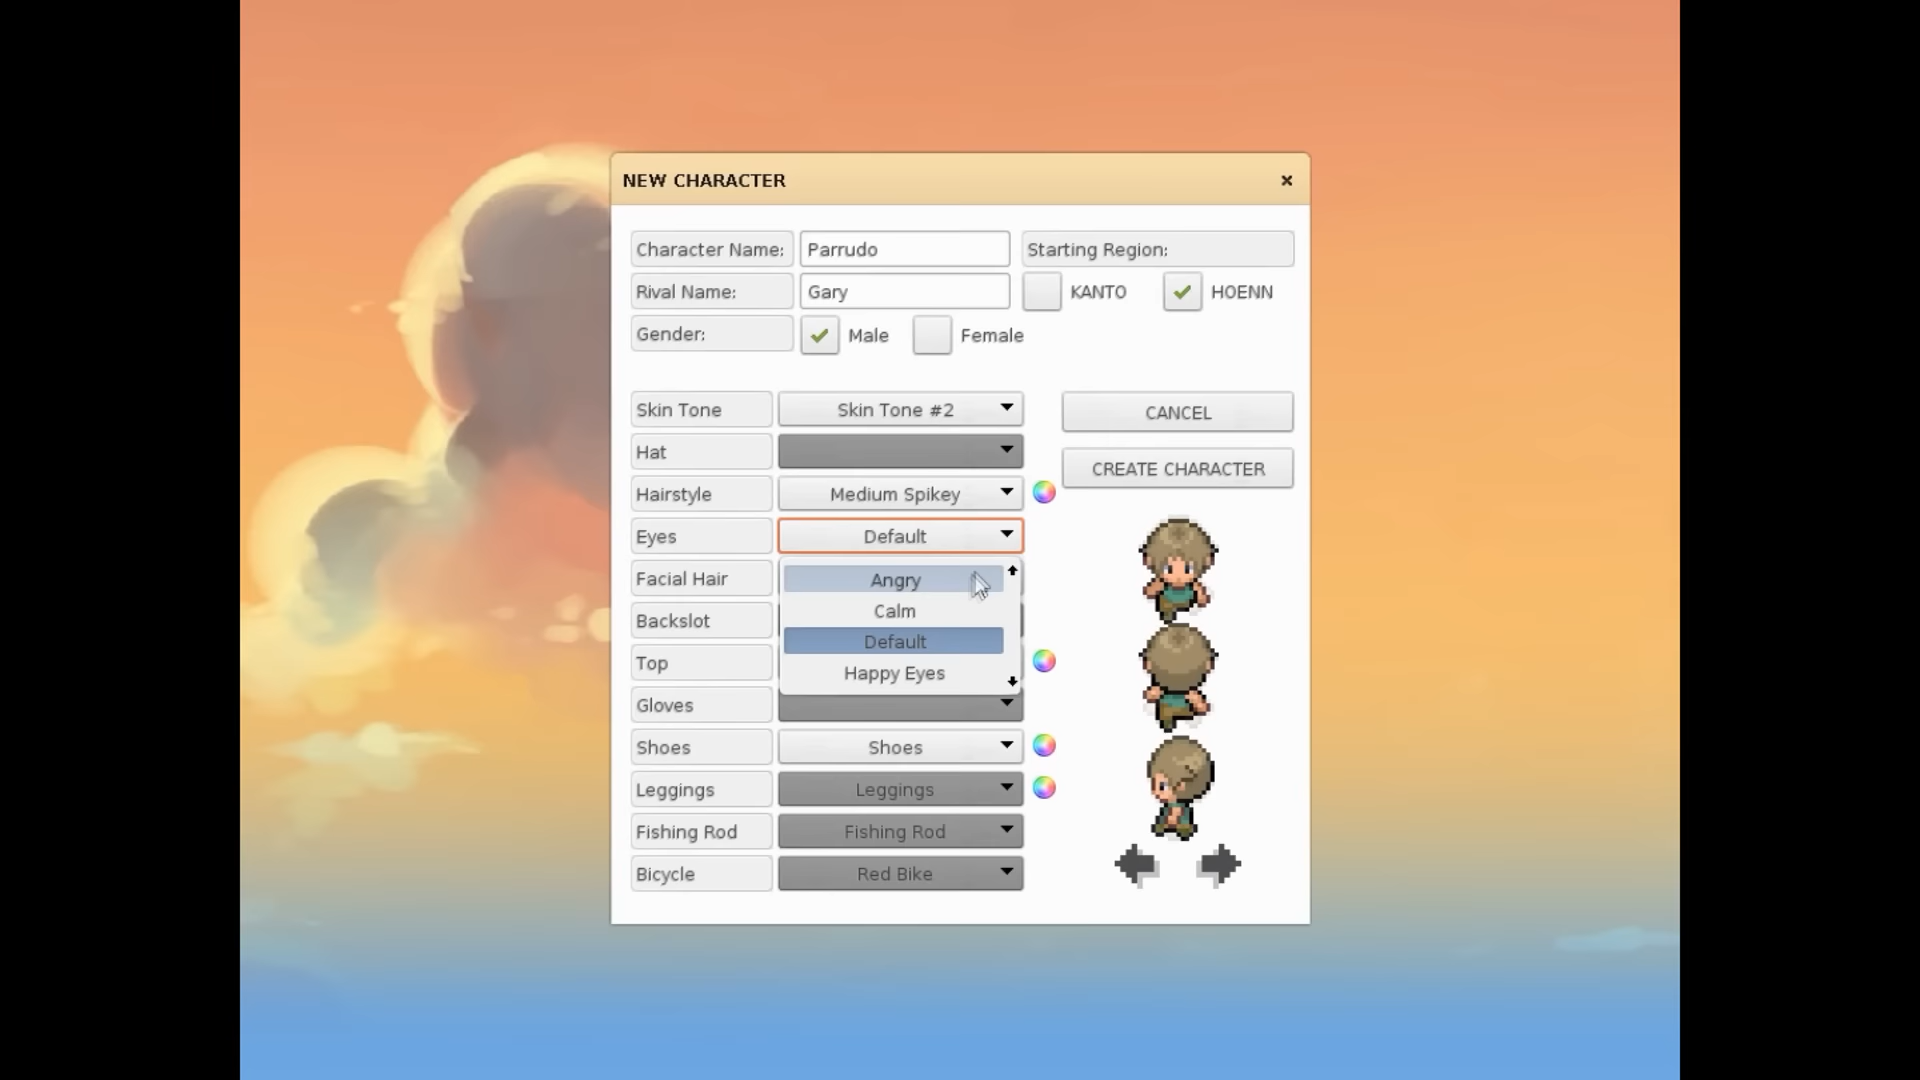 NEW CHARACTER
Character Name: Parrudo Starting Region:
Rival Name: Gary KANTO HOENN
Gender: Male Female
Skin Tone Skin Tone #2 CANCEL
Hat
CREATE CHARACTER
Hairstyle Medium Spikey
Eyes Default
Facial Hair Angry
Calm
Backslot
Default
Top
Happy Eyes
Gloves
Shoes Shoes
Leggings Leggings
Fishing Rod Fishing Rod
Bicycle Red Bike